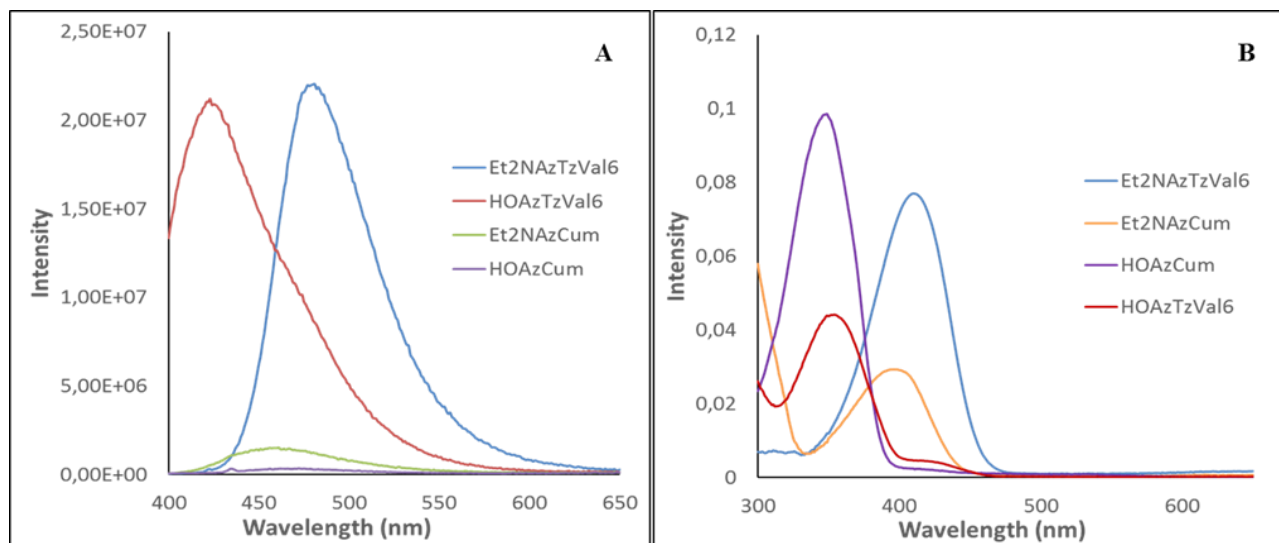 A
2,50E+07
2,00E+07
1,50E+07
1,00E+07
5,00E+06
0,00E+00
400 450 500 550 600 650
Intensity
Wavelength (nm)
Et2NAzTzVal6
HOAzTzVal6
Et2NAzCum
HOAzCum
B
0,12
0,1
0,08
0,06
0,04
0,02
0
300 400 500 600
Intensity
Wavelength (nm)
Et2NAzTzVal6
Et2NAzCum
HOAzCum
HOAzTzVal6